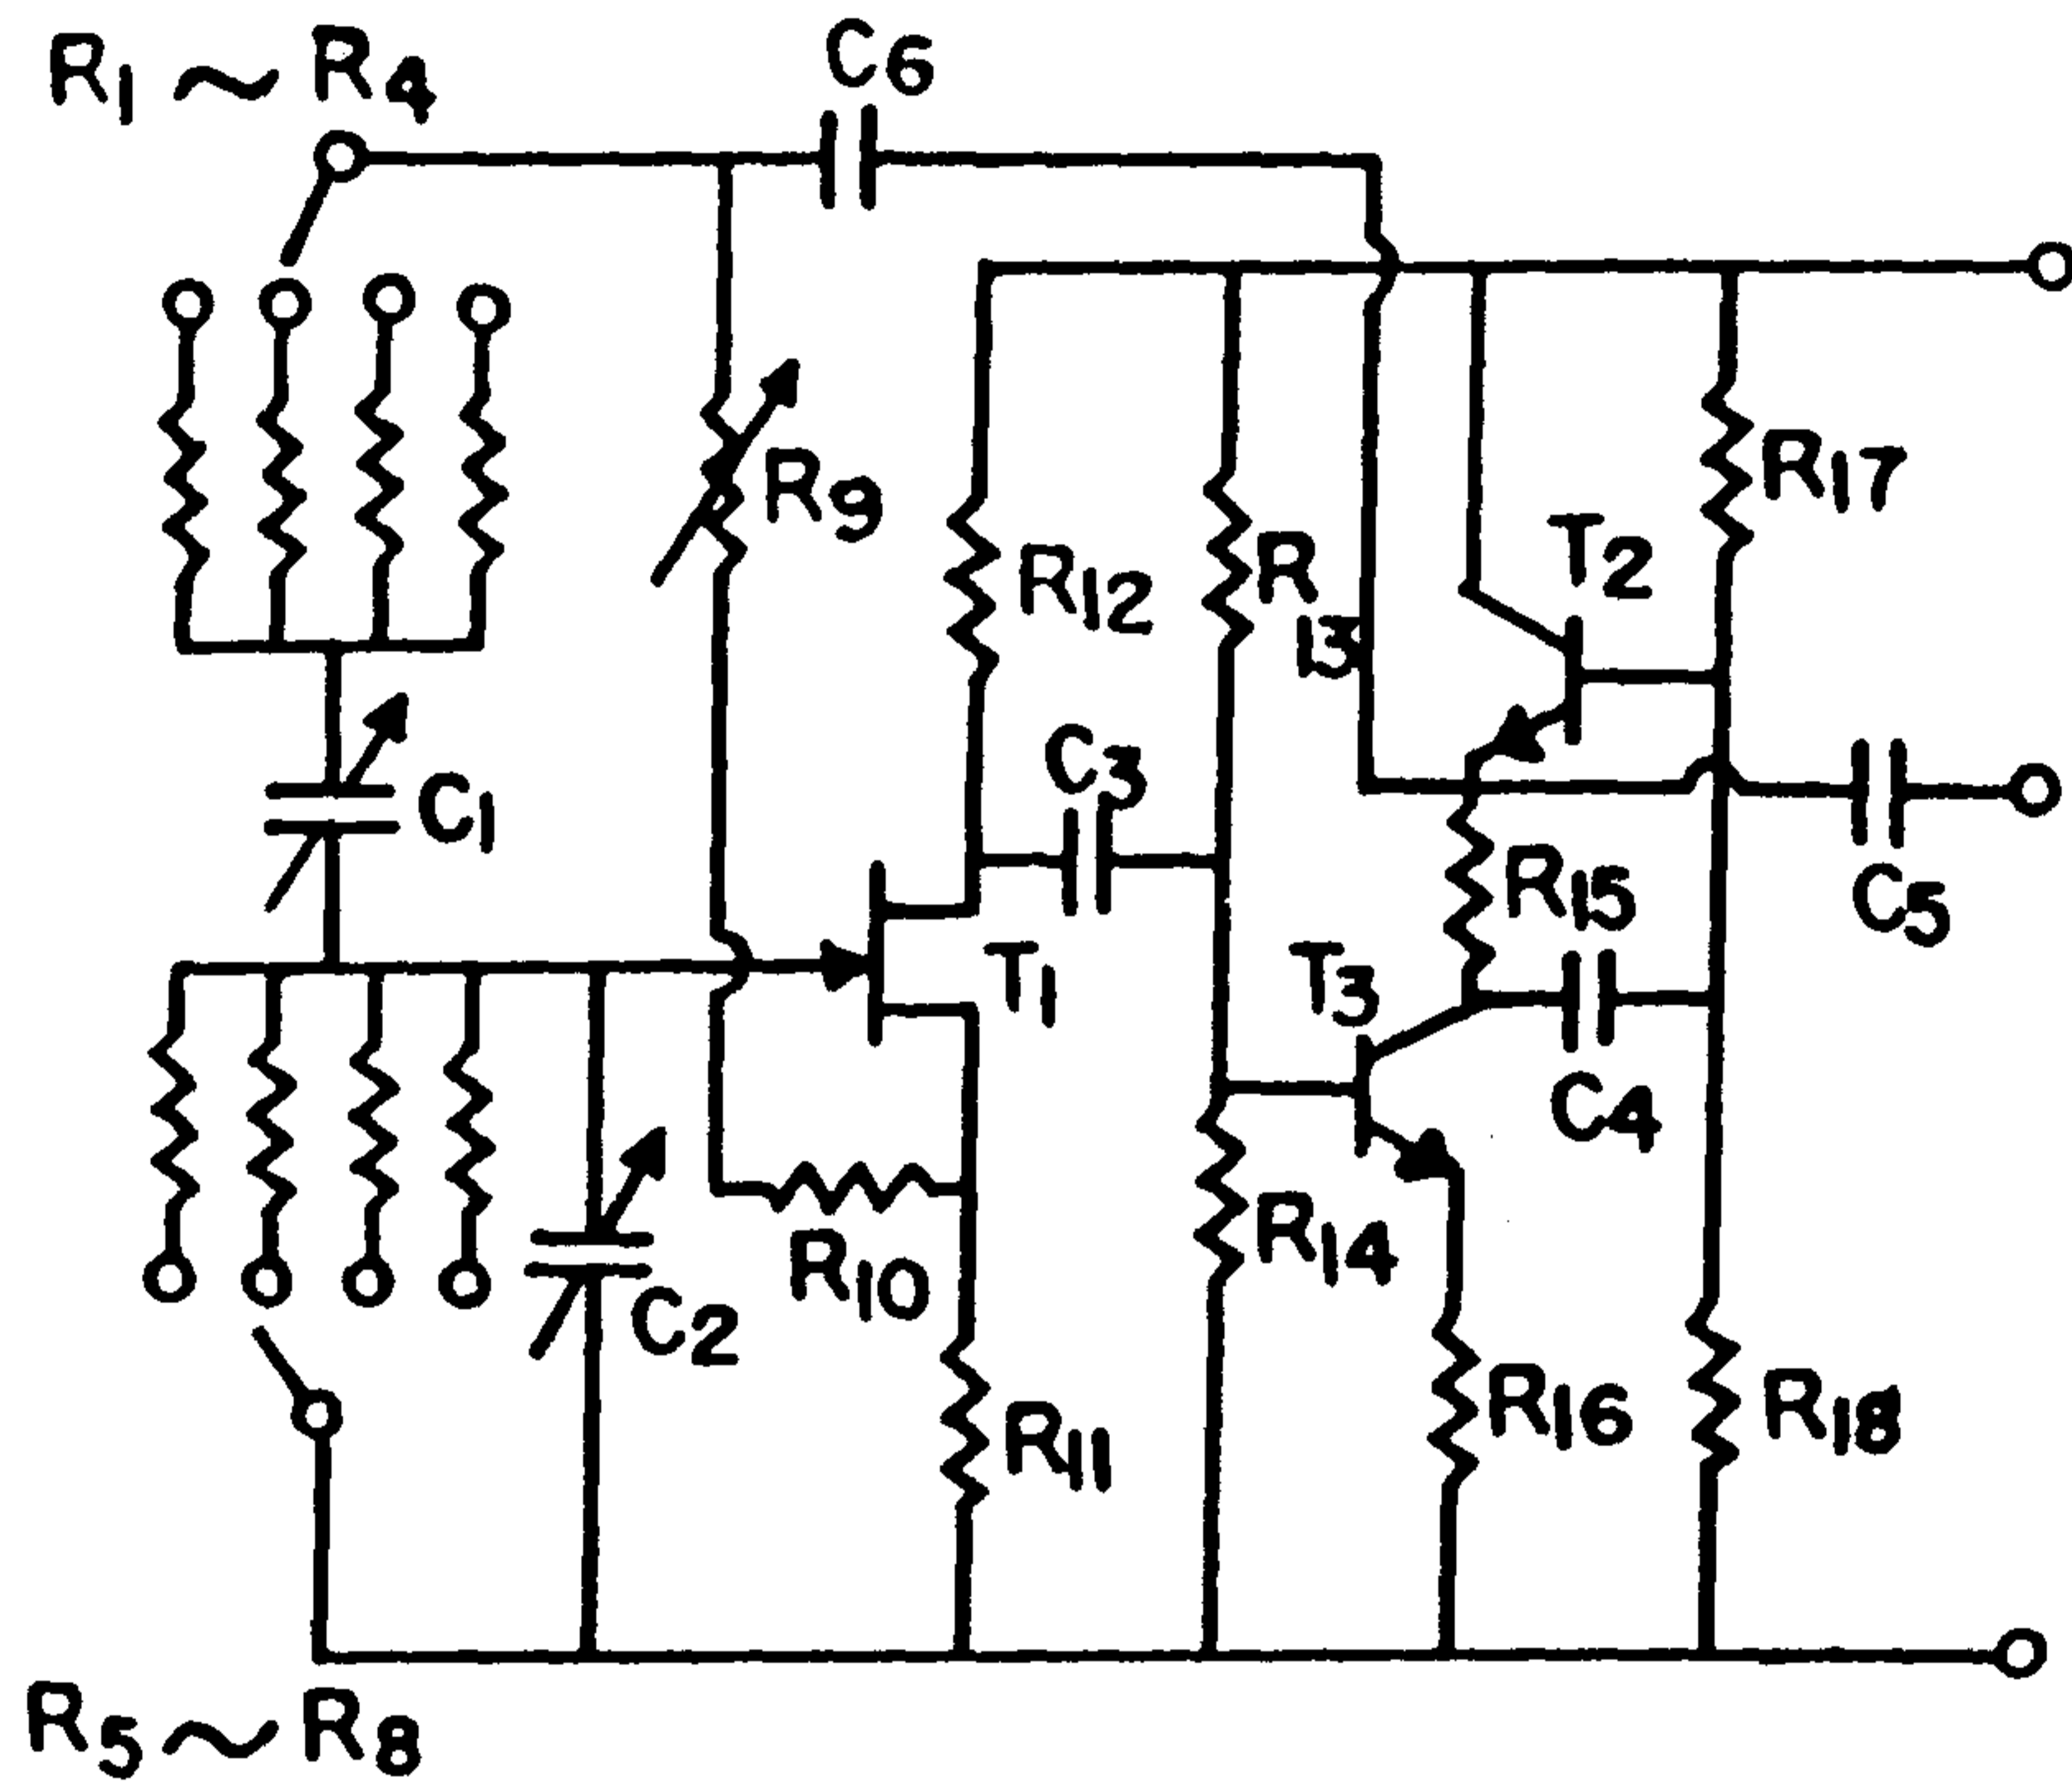 R1 ~ R4
C6
R9
R12
R13
T2
R17
C3
C1
R15
C5
T1
T3
C4
R10
R14
C2
R11
R16
R18
R5 ~ R8